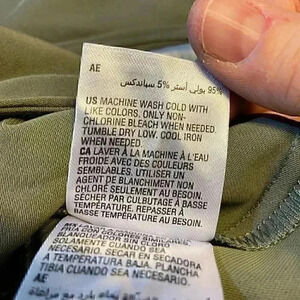 AE
95% بولي أستر 5% سباندكس
US MACHINE WASH COLD WITH
LIKE COLORS, ONLY NON-
CHLORINE BLEACH WHEN NEEDED.
TUMBLE DRY LOW. COOL IRON
WHEN NEEDED.
CA LAVER À LA MACHINE À L'EAU
FROIDE AVEC DES COULEURS
SEMBLABLES. UTILISER UN
AGENT DE BLANCHIMENT NON
CHLORÉ SEULEMENT AU BESOIN.
SÉCHER PAR CULBUTAGE À BASSE
TEMPÉRATURE. REPASSER À
BASSE TEMPÉRATURE AU BESOIN.
BLANQUEADOR SIN CLORO
SOLAMENTE CUANDO SEA
NECESARIO. SECAR EN SECADORA
A TEMPERATURA BAJA. PLANCHA
TIBIA CUANDO SEA NECESARIO.
AE